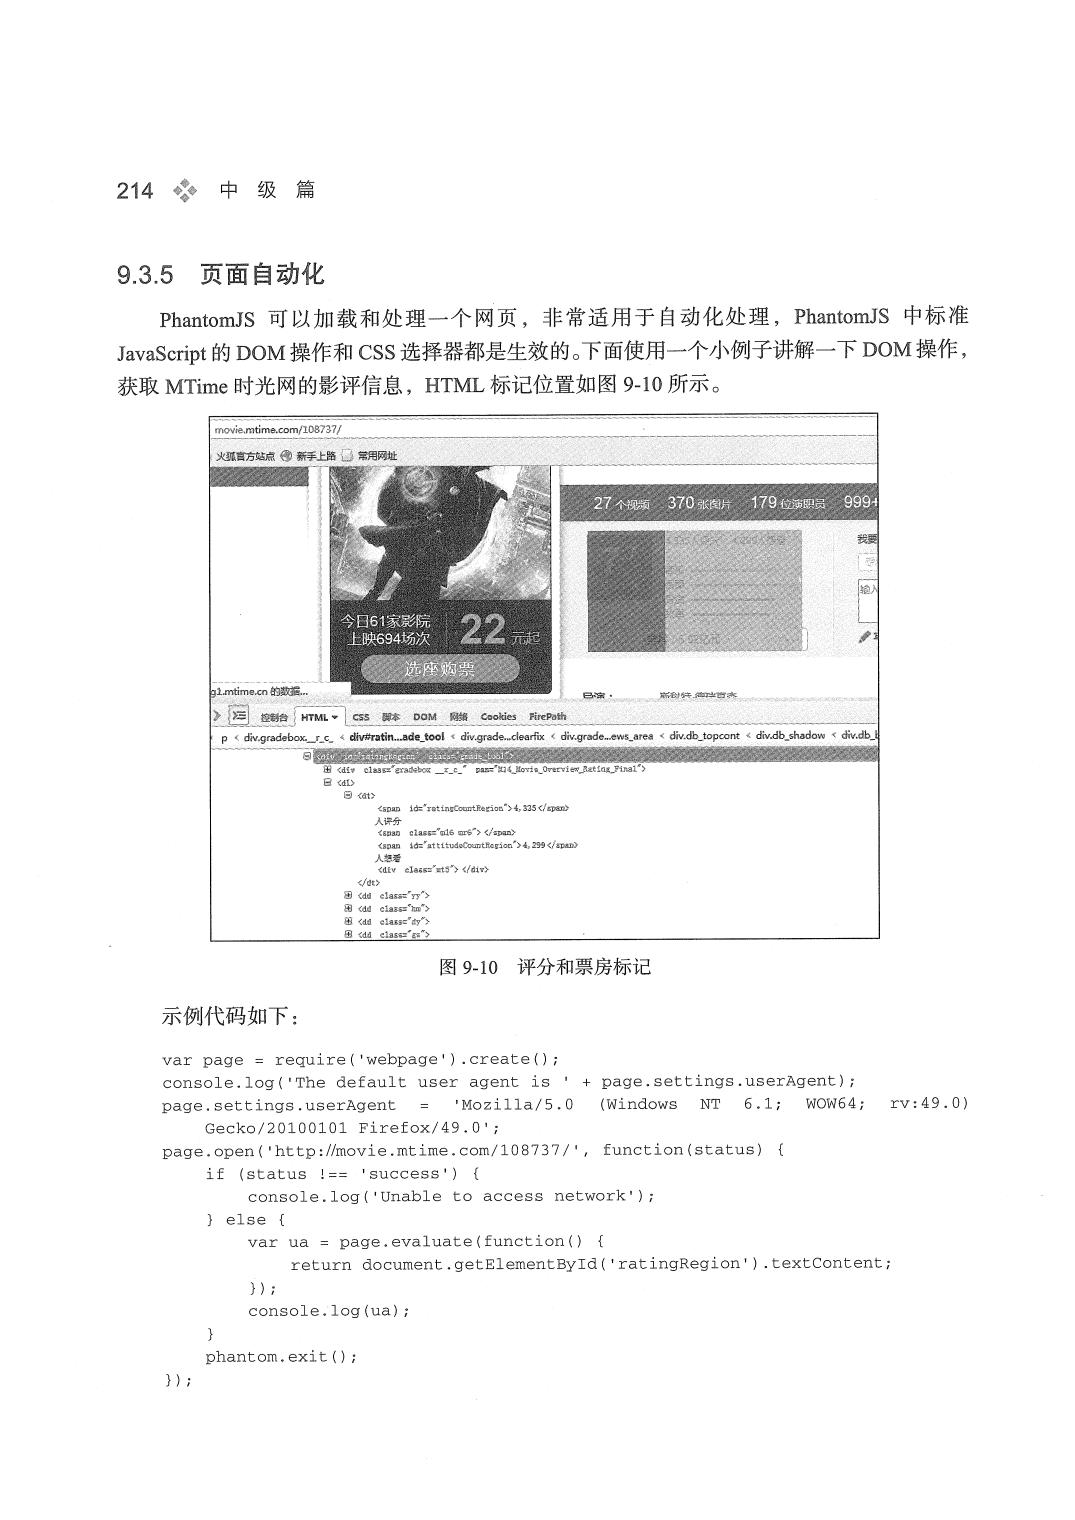 214 中 级 篇
9.3.5 页面自动化
PhantomJS 可以加载和处理一个网页，非常适用于自动化处理，PhantomJS 中标准
JavaScript 的 DOM 操作和 CSS 选择器都是生效的。下面使用一个小例子讲解一下 DOM 操作，
获取 MTime 时光网的影评信息，HTML 标记位置如图 9-10 所示。
movie.mtime.com/108737/
火狐官方站点 新手上路 常用网址
27 个视频 370 张图片 179 位演职员 999+
我要
输入
今日61家影院
上映694场次
22 元起
选座购票
g1.mtime.cn 的数据...
导演：
控制台 HTML CSS 脚本 DOM 网络 Cookies FirePath
p < div.gradebox.__r_c_ < div#ratin...ade_tool < div.grade...clearfix < div.grade...ews_area < div.db_topcont < div.db_shadow < div.db_l
<div id="ratingRegion" class="grade_tool">
<div class="gradebox __r_c_" pan="M14_Movie_Overview_Rating_Final">
<dl>
<dt>
<span id="ratingCountRegion">4,335</span>
人评分
<span class="ml6 mr6"></span>
<span id="attitudeCountRegion">4,299</span>
人想看
<div class="mt5"></div>
</dt>
<dd class="yy">
<dd class="hm">
<dd class="dy">
<dd class="gs">
图 9-10 评分和票房标记
示例代码如下：
var page = require('webpage').create();
console.log('The default user agent is ' + page.settings.userAgent);
page.settings.userAgent = 'Mozilla/5.0 (Windows NT 6.1; WOW64; rv:49.0)
Gecko/20100101 Firefox/49.0';
page.open('http://movie.mtime.com/108737/', function(status) {
if (status !== 'success') {
console.log('Unable to access network');
} else {
var ua = page.evaluate(function() {
return document.getElementById('ratingRegion').textContent;
});
console.log(ua);
}
phantom.exit();
});